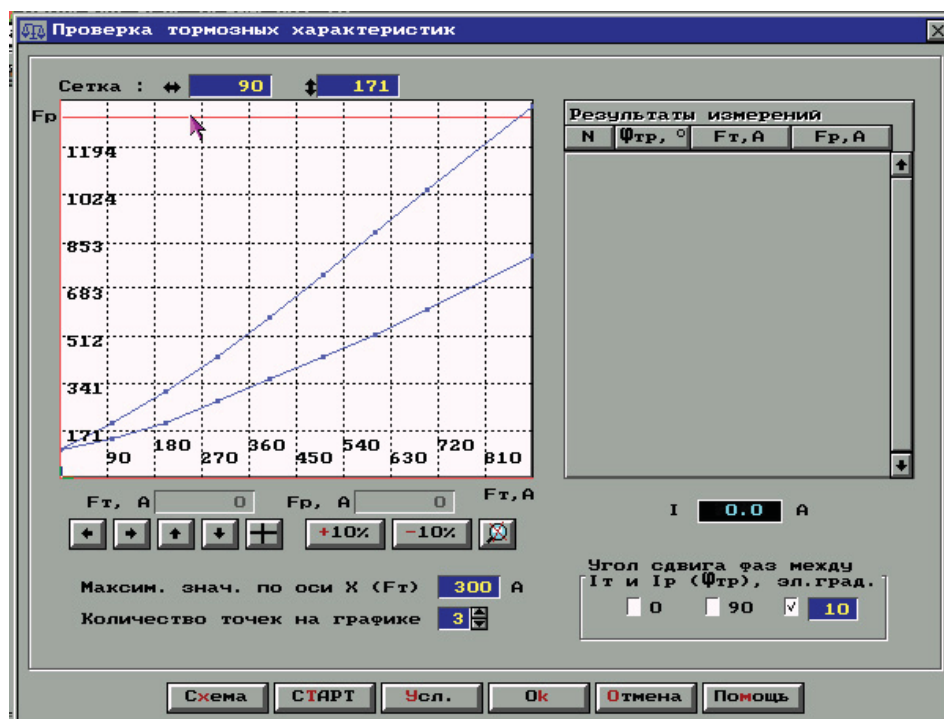 Проверка тормозных характеристик
Сетка : 90 171
Fр
1194
1024
853
683
512
341
171
90 180 270 360 450 540 630 720 810
Fт, А
Fт, А 0 Fр, А 0
+10% -10%
Максим. знач. по оси X (Fт) 300 А
Количество точек на графике 3
Результаты измерений
N φтр, ° Fт, А Fр, А
I 0.0 А
Угол сдвига фаз между
Iт и Iр (φтр), эл.град.
0 90 10
Схема СТАРТ Усл. Ok Отмена Помощь